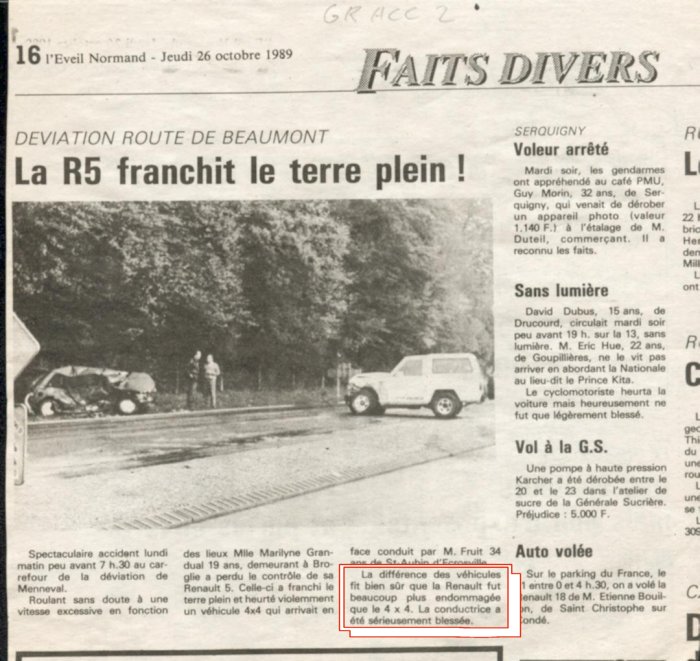 GR ACC 2
16 l'Eveil Normand - Jeudi 26 octobre 1989
FAITS DIVERS
DEVIATION ROUTE DE BEAUMONT
La R5 franchit le terre plein !
Spectaculaire accident lundi
matin peu avant 7 h.30 au car-
refour de la déviation de
Menneval.
Roulant sans doute à une
vitesse excessive en fonction
des lieux Mlle Marilyne Gran-
dual 19 ans, demeurant à Bro-
glie a perdu le contrôle de sa
Renault 5. Celle-ci a franchi le
terre plein et heurté violemment
un véhicule 4x4 qui arrivait en
face conduit par M. Fruit 34
ans de St-Aubin d'Ecrosville.
La différence des véhicules
fit bien sûr que la Renault fut
beaucoup plus endommagée
que le 4 x 4. La conductrice a
été sérieusement blessée.
SERQUIGNY
Voleur arrêté
Mardi soir, les gendarmes
ont appréhendé au café PMU,
Guy Morin, 32 ans, de Ser-
quigny, qui venait de dérober
un appareil photo (valeur
1.140 F.) à l'étalage de M.
Duteil, commerçant. Il a
reconnu les faits.
Sans lumière
David Dubus, 15 ans, de
Drucourd, circulait mardi soir
peu avant 19 h. sur la 13, sans
lumière. M. Eric Hue, 22 ans,
de Goupillières, ne le vit pas
arriver en abordant la Nationale
au lieu-dit le Prince Kita.
Le cyclomotoriste heurta la
voiture mais heureusement ne
fut que légèrement blessé.
Vol à la G.S.
Une pompe à haute pression
Karcher a été dérobée entre le
20 et le 23 dans l'atelier de
sucre de la Générale Sucrière.
Préjudice : 5.000 F.
Auto volée
Sur le parking du France, le
1 entre 0 et 4 h.30, on a volé la
enault 18 de M. Etienne Bouil-
on, de Saint Christophe sur
ondé.